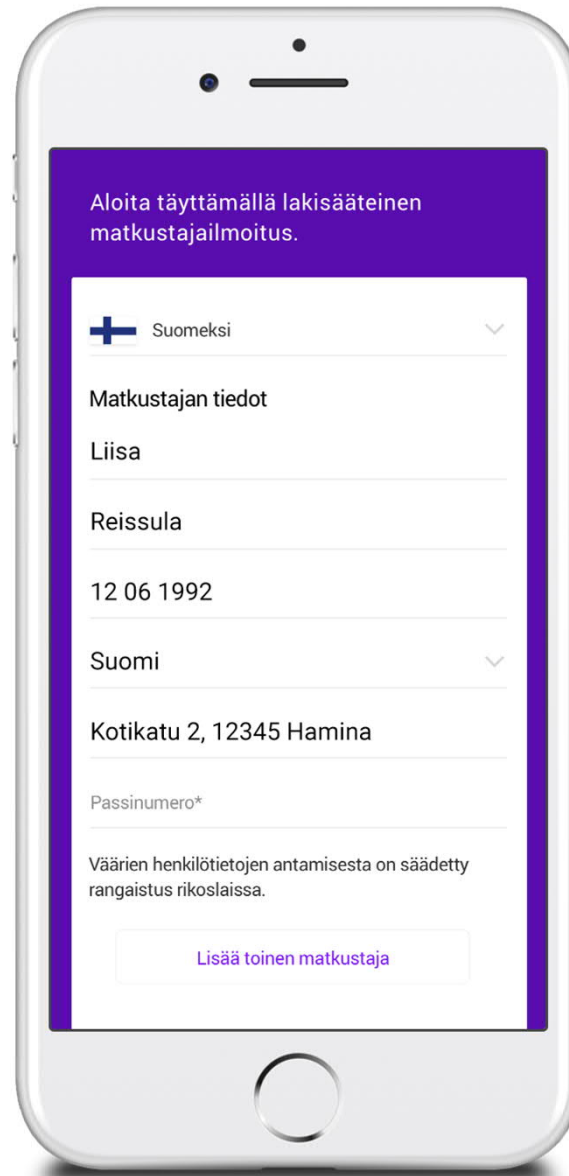 Aloita täyttämällä lakisääteinen
matkustajailmoitus.
Suomeksi
Matkustajan tiedot
Liisa
Reissula
12 06 1992
Suomi
Kotikatu 2, 12345 Hamina
Passinumero*
Väärien henkilötietojen antamisesta on säädetty
rangaistus rikoslaissa.
Lisää toinen matkustaja